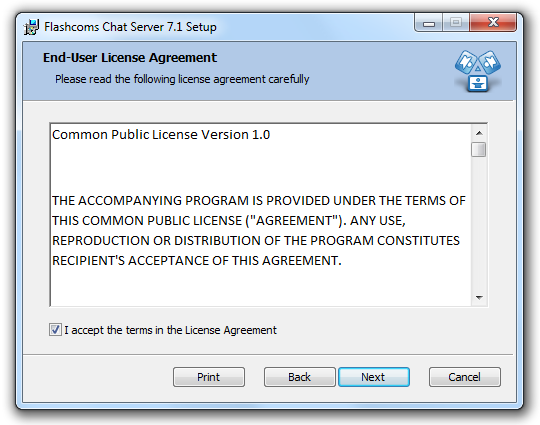 Flashcoms Chat Server 7.1 Setup
End-User License Agreement
Please read the following license agreement carefully
Common Public License Version 1.0
THE ACCOMPANYING PROGRAM IS PROVIDED UNDER THE TERMS OF
THIS COMMON PUBLIC LICENSE ("AGREEMENT"). ANY USE,
REPRODUCTION OR DISTRIBUTION OF THE PROGRAM CONSTITUTES
RECIPIENT'S ACCEPTANCE OF THIS AGREEMENT.
I accept the terms in the License Agreement
Print Back Next Cancel